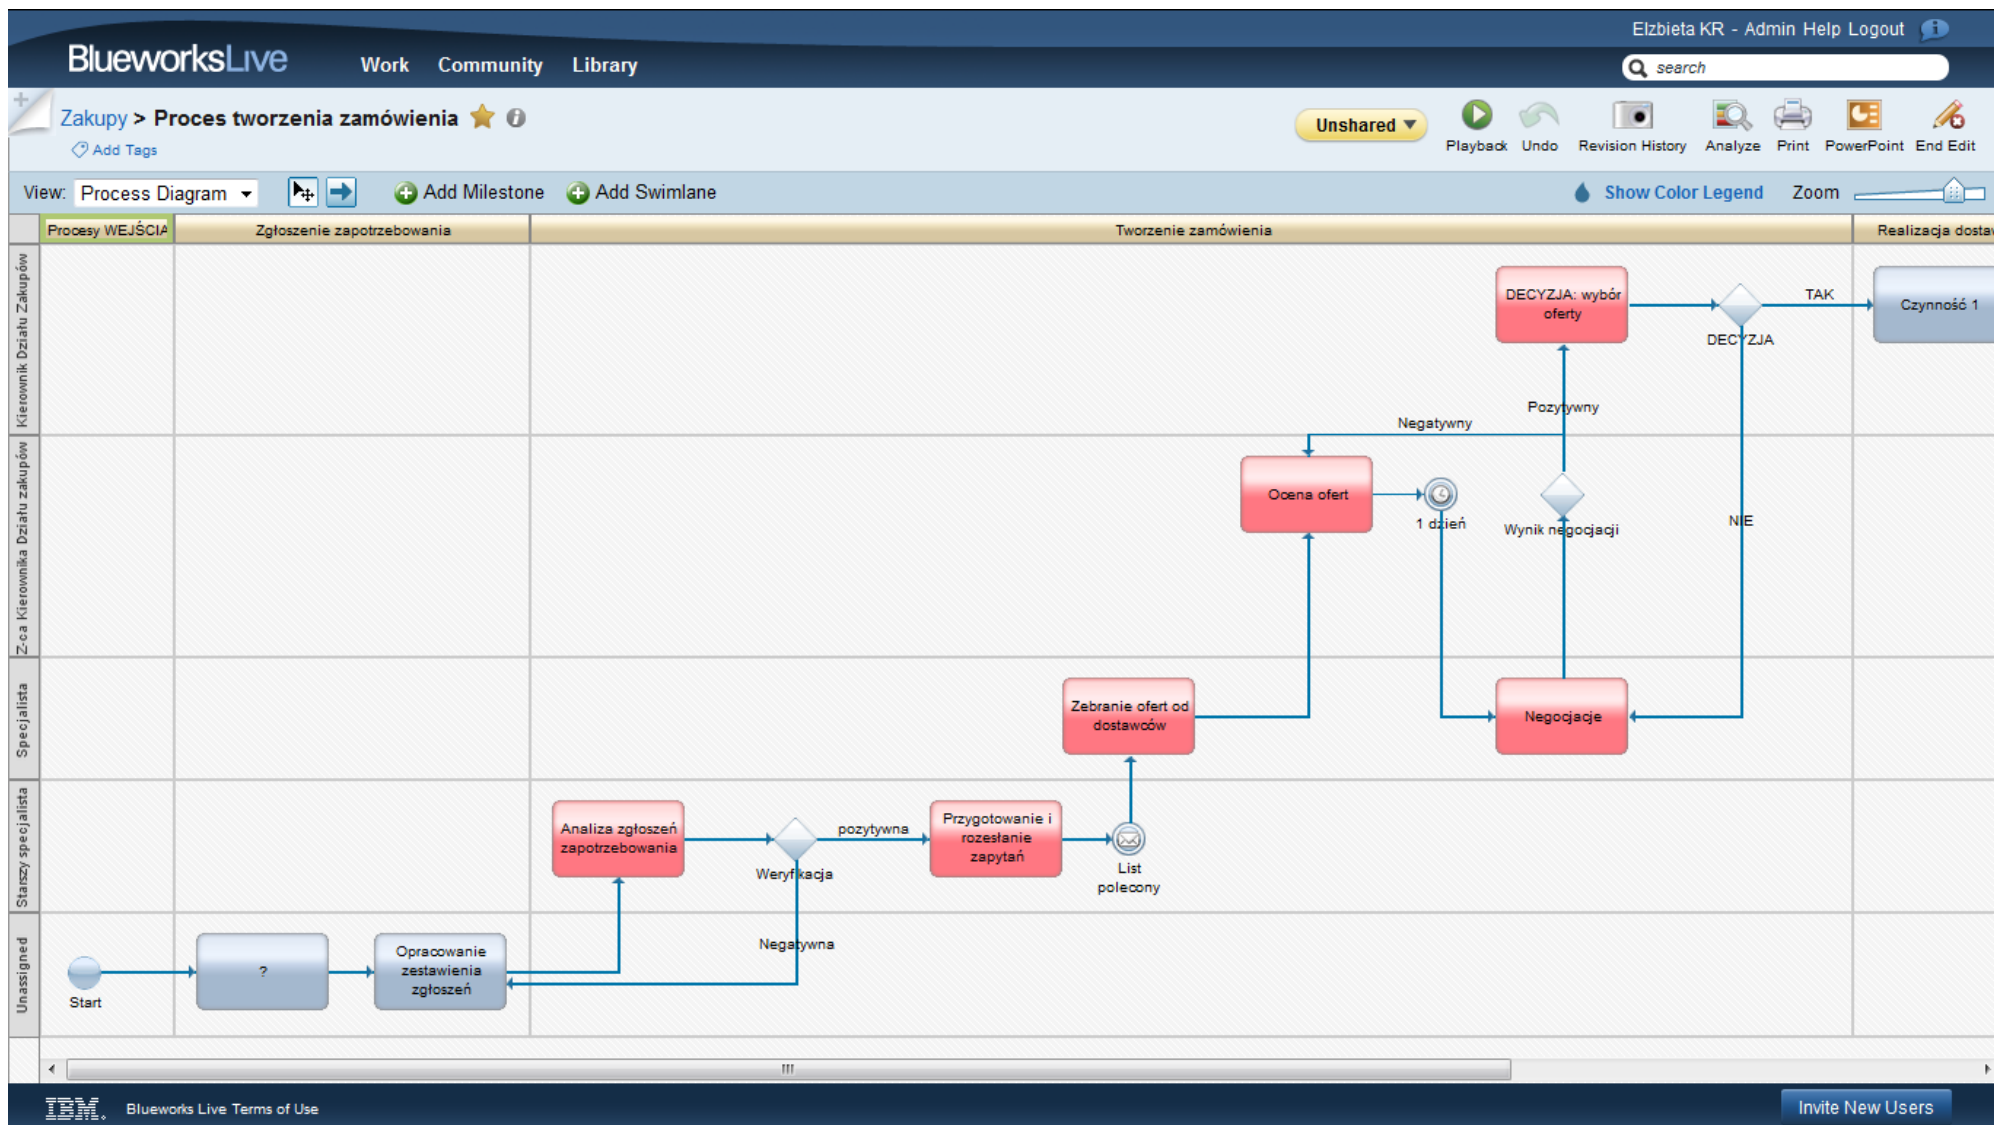 Elzbieta KR - Admin Help Logout
BlueworksLive
Work Community Library
search
Zakupy > Proces tworzenia zamówienia
Add Tags
Unshared
Playback Undo Revision History Analyze Print PowerPoint End Edit
View: Process Diagram
Add Milestone
Add Swimlane
Show Color Legend
Zoom
Procesy WEJŚCIA
Zgłoszenie zapotrzebowania
Tworzenie zamówienia
Realizacja dosta
Kierownik Działu Zakupów
DECYZJA: wybór
oferty
TAK
Czynność 1
DECYZJA
Pozytywny
Negatywny
Z-ca Kierownika Działu zakupów
Ocena ofert
1 dzień
Wynik negocjacji
NIE
Specjalista
Zebranie ofert od
dostawców
Negocjacje
Starszy specjalista
Analiza zgłoszeń
zapotrzebowania
Weryfikacja
pozytywna
Przygotowanie i
rozesłanie
zapytań
List
polecony
Unassigned
Start
?
Opracowanie
zestawienia
zgłoszeń
Negatywna
IBM.
Blueworks Live Terms of Use
Invite New Users